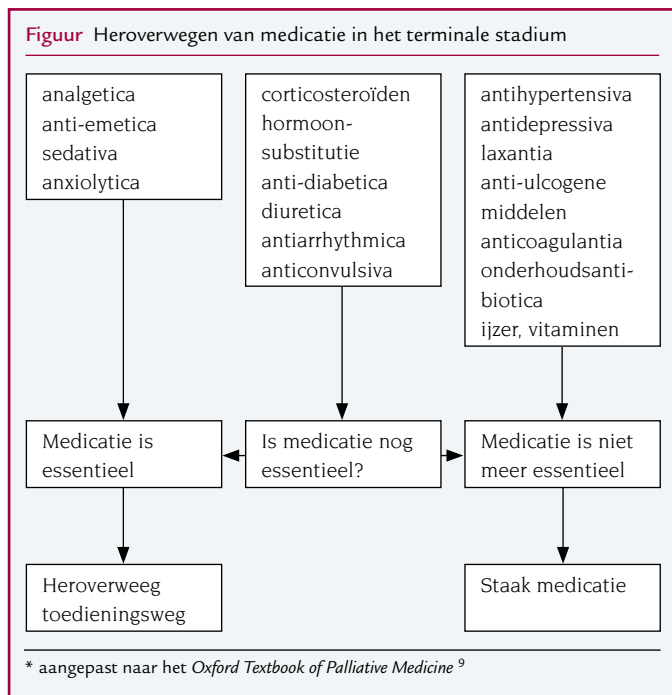 Figuur Heroverwegen van medicatie in het terminale stadium
analgetica
anti-emetica
sedativa
anxiolytica
corticosteroïden
hormoon-
substitutie
anti-diabetica
diuretica
antiarrhythmica
anticonvulsiva
antihypertensiva
antidepressiva
laxantia
anti-ulcogene
middelen
anticoagulantia
onderhoudsanti-
biotica
ijzer, vitaminen
Medicatie is
essentieel
Is medicatie nog
essentieel?
Medicatie is niet
meer essentieel
Heroverweeg
toedieningsweg
Staak medicatie
* aangepast naar het Oxford Textbook of Palliative Medicine 9